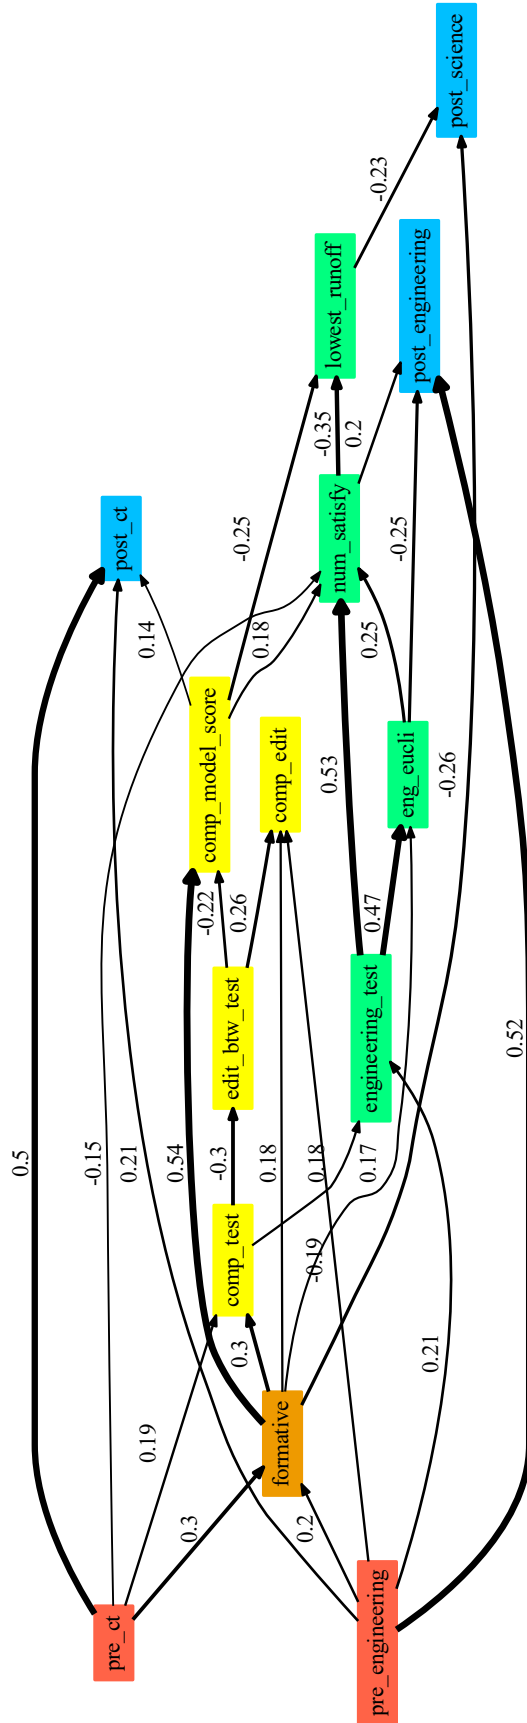 pre_ct
pre_engineering
formative
comp_test
edit_btw_test
engineering_test
comp_model_score
comp_edit
eng_eucli
post_ct
num_satisfy
lowest_runoff
post_engineering
post_science
0.5
-0.15
0.19
0.3
0.21
0.2
0.54
0.3
-0.3
0.18
0.18
-0.19
0.17
0.21
-0.22
0.26
0.47
0.53
0.52
0.14
-0.25
0.18
0.25
-0.26
-0.25
-0.35
0.2
-0.23